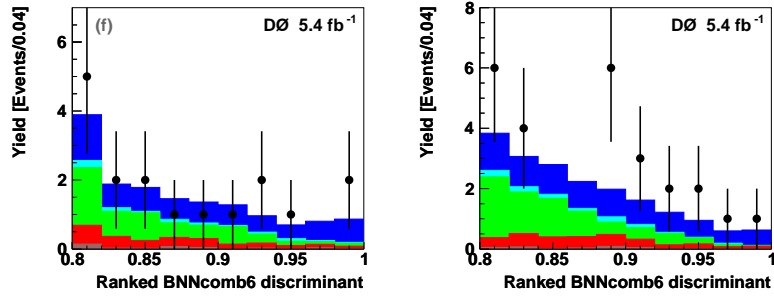 (f)
DØ 5.4 fb⁻¹
Yield [Events/0.04]
6
4
2
0
0.8 0.85 0.9 0.95 1
Ranked BNNcomb6 discriminant
DØ 5.4 fb⁻¹
Yield [Events/0.04]
8
6
4
2
0
0.8 0.85 0.9 0.95 1
Ranked BNNcomb6 discriminant